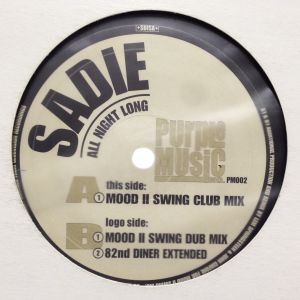 +SUISA+
SADIE
ALL NIGHT LONG
PURPLE
MUSIC
PM002
A this side:
① MOOD II SWING CLUB MIX
B logo side:
① MOOD II SWING DUB MIX
② 82nd DINER EXTENDED